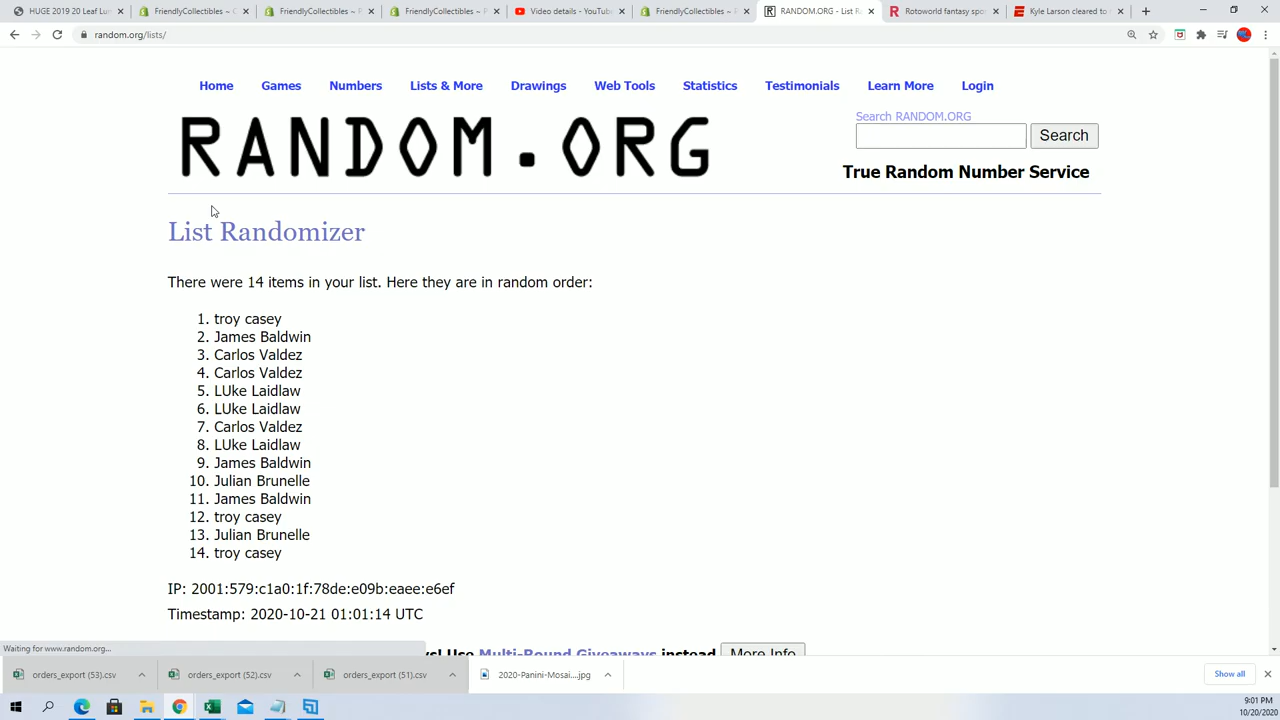 HUGE 2019 20 Leaf Lu
FriendlyCollectibles ~
FriendlyCollectibles ~
FriendlyCollectibles ~
Video details - YouTube
FriendlyCollectibles ~
RANDOM.ORG - List R
Rotoworld fantasy spo
Kyle Larson cleared to
random.org/lists/
Home Games Numbers Lists & More Drawings Web Tools Statistics Testimonials Learn More Login
RANDOM.ORG
Search RANDOM.ORG
Search
True Random Number Service
List Randomizer
There were 14 items in your list. Here they are in random order:
1. troy casey
2. James Baldwin
3. Carlos Valdez
4. Carlos Valdez
5. LUke Laidlaw
6. LUke Laidlaw
7. Carlos Valdez
8. LUke Laidlaw
9. James Baldwin
10. Julian Brunelle
11. James Baldwin
12. troy casey
13. Julian Brunelle
14. troy casey
IP: 2001:579:c1a0:1f:78de:e09b:eaee:e6ef
Timestamp: 2020-10-21 01:01:14 UTC
Use Multi-Round Giveaways instead More Info
Waiting for www.random.org...
orders_export (53).csv
orders_export (52).csv
orders_export (51).csv
2020-Panini-Mosai....jpg
Show all
9:01 PM
10/20/2020